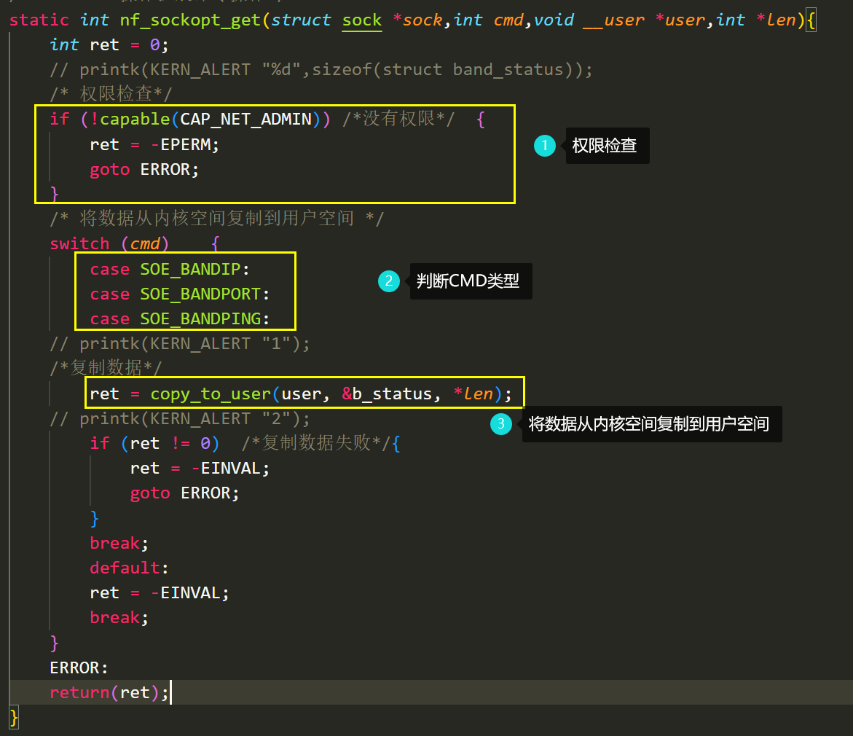 static int nf_sockopt_get(struct sock *sock,int cmd,void __user *user,int *len){
int ret = 0;
// printk(KERN_ALERT "%d",sizeof(struct band_status));
/* 权限检查*/
if (!capable(CAP_NET_ADMIN)) /*没有权限*/ {
ret = -EPERM;
1 权限检查
goto ERROR;
}
/* 将数据从内核空间复制到用户空间 */
switch (cmd) {
case SOE_BANDIP:
2 判断CMD类型
case SOE_BANDPORT:
case SOE_BANDPING:
// printk(KERN_ALERT "1");
/*复制数据*/
ret = copy_to_user(user, &b_status, *len);
// printk(KERN_ALERT "2");
3 将数据从内核空间复制到用户空间
if (ret != 0) /*复制数据失败*/{
ret = -EINVAL;
goto ERROR;
}
break;
default:
ret = -EINVAL;
break;
}
ERROR:
return(ret);
}